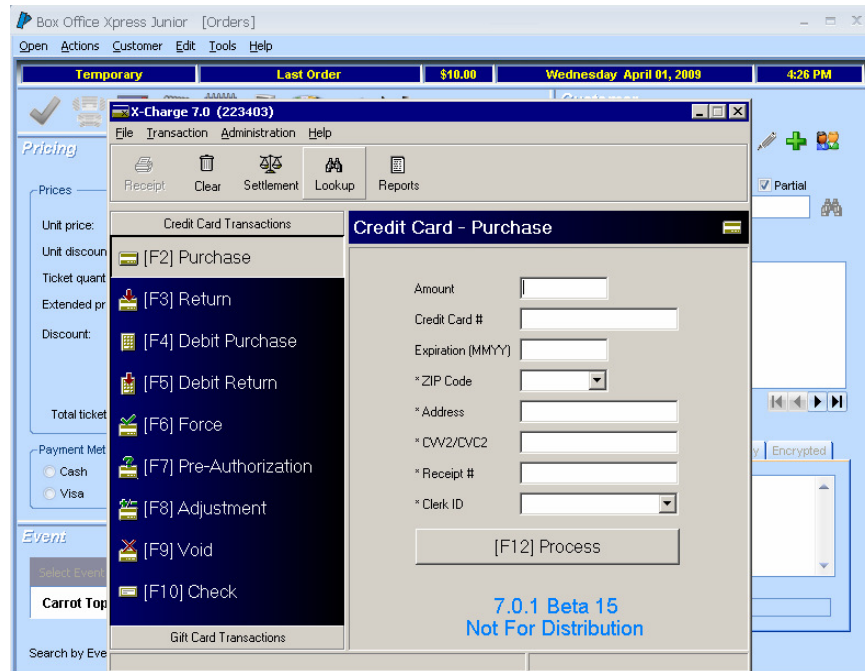 Box Office Xpress Junior [Orders]
Open Actions Customer Edit Tools Help
Temporary Last Order $10.00 Wednesday April 01, 2009 4:26 PM
Customer
X-Charge 7.0 (223403)
File Transaction Administration Help
Receipt Clear Settlement Lookup Reports
Pricing
Prices
Unit price:
Unit discoun
Ticket quant
Extended pr
Discount:
Total ticket
Payment Met
Cash
Visa
Event
Select Event
Carrot Top
Search by Eve
Credit Card Transactions
[F2] Purchase
[F3] Return
[F4] Debit Purchase
[F5] Debit Return
[F6] Force
[F7] Pre-Authorization
[F8] Adjustment
[F9] Void
[F10] Check
Gift Card Transactions
Credit Card - Purchase
Amount
Credit Card #
Expiration (MMYY)
*ZIP Code
*Address
*CVV2/CVC2
*Receipt #
*Clerk ID
[F12] Process
7.0.1 Beta 15
Not For Distribution
Partial
y Encrypted